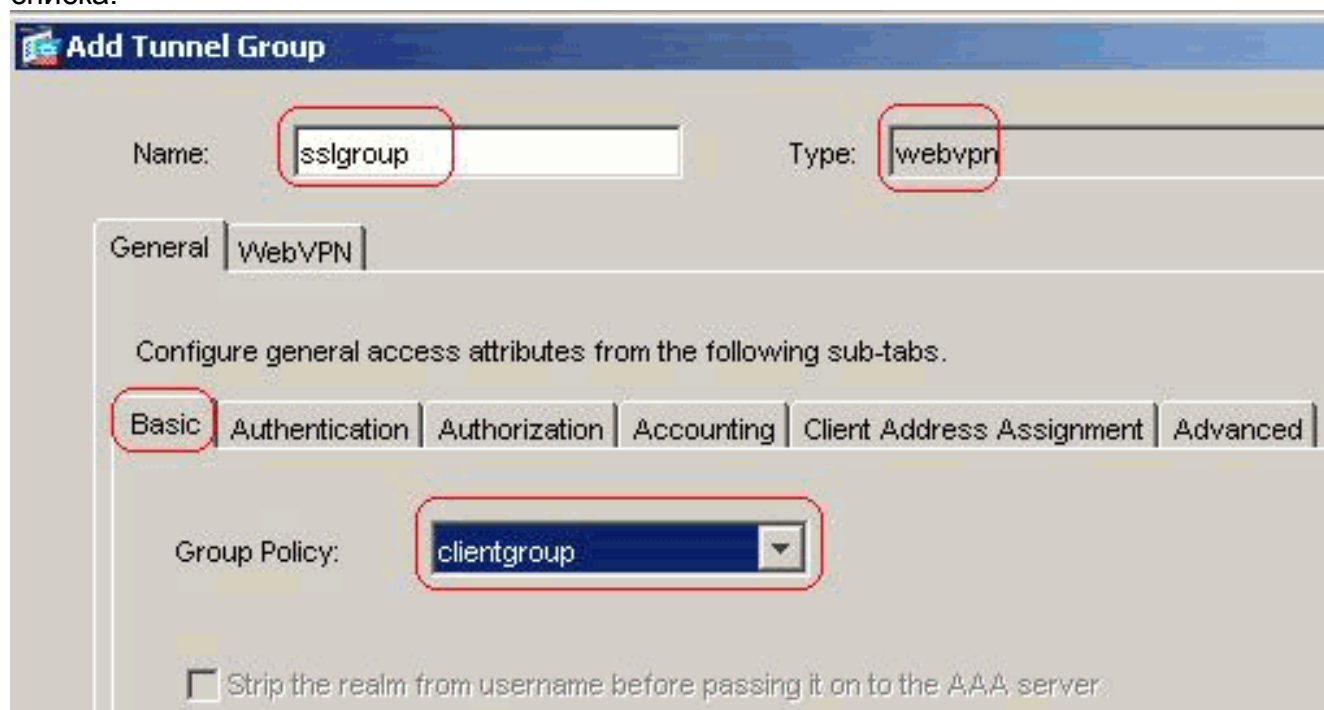 списка.
Add Tunnel Group
Name: sslgroup Type: webvpn
General WebVPN
Configure general access attributes from the following sub-tabs.
Basic Authentication Authorization Accounting Client Address Assignment Advanced
Group Policy: clientgroup
Strip the realm from username before passing it on to the AAA server